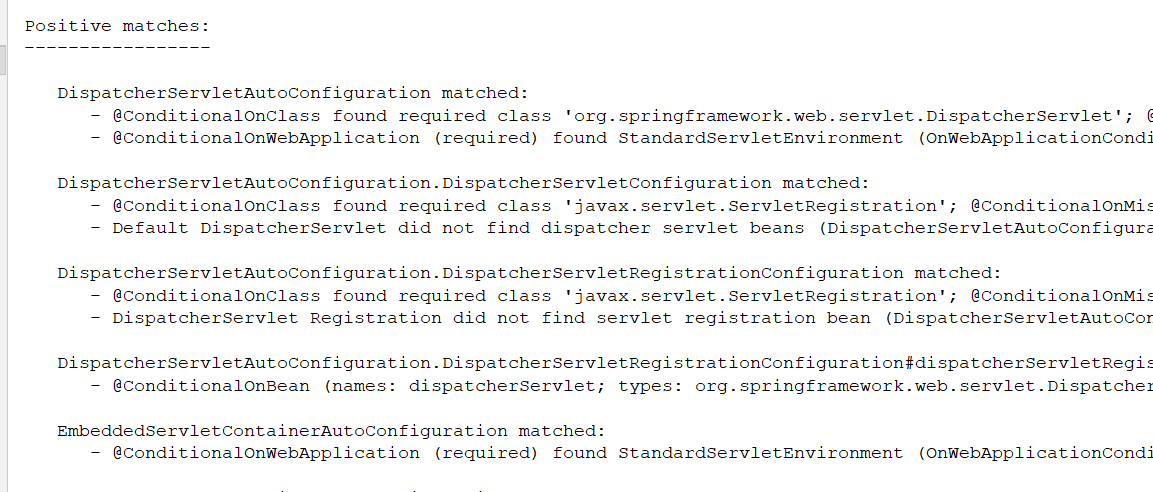 Positive matches:
-----------------
DispatcherServletAutoConfiguration matched:
- @ConditionalOnClass found required class 'org.springframework.web.servlet.DispatcherServlet'; @
- @ConditionalOnWebApplication (required) found StandardServletEnvironment (OnWebApplicationCondi
DispatcherServletAutoConfiguration.DispatcherServletConfiguration matched:
- @ConditionalOnClass found required class 'javax.servlet.ServletRegistration'; @ConditionalOnMis
- Default DispatcherServlet did not find dispatcher servlet beans (DispatcherServletAutoConfigura
DispatcherServletAutoConfiguration.DispatcherServletRegistrationConfiguration matched:
- @ConditionalOnClass found required class 'javax.servlet.ServletRegistration'; @ConditionalOnMis
- DispatcherServlet Registration did not find servlet registration bean (DispatcherServletAutoCon
DispatcherServletAutoConfiguration.DispatcherServletRegistrationConfiguration#dispatcherServletRegis
- @ConditionalOnBean (names: dispatcherServlet; types: org.springframework.web.servlet.Dispatcher
EmbeddedServletContainerAutoConfiguration matched:
- @ConditionalOnWebApplication (required) found StandardServletEnvironment (OnWebApplicationCondi